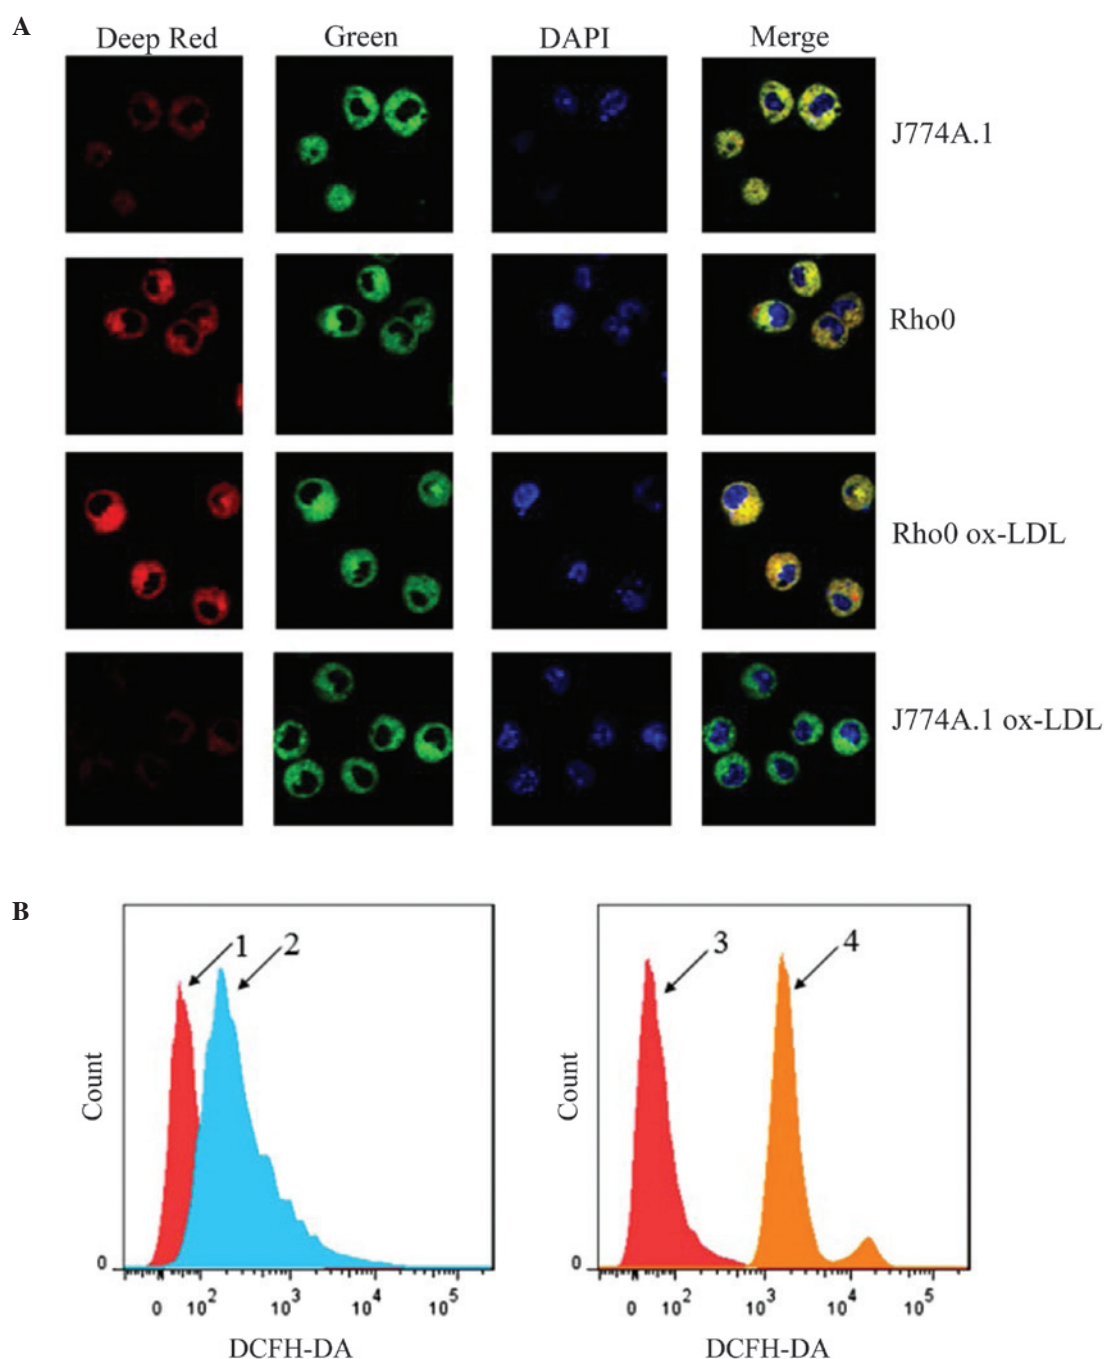 A
Deep Red Green DAPI Merge
J774A.1
Rho0
Rho0 ox-LDL
J774A.1 ox-LDL
B
1 2
3 4
Count
Count
0
0
0 10² 10³ 10⁴ 10⁵
0 10² 10³ 10⁴ 10⁵
DCFH-DA
DCFH-DA